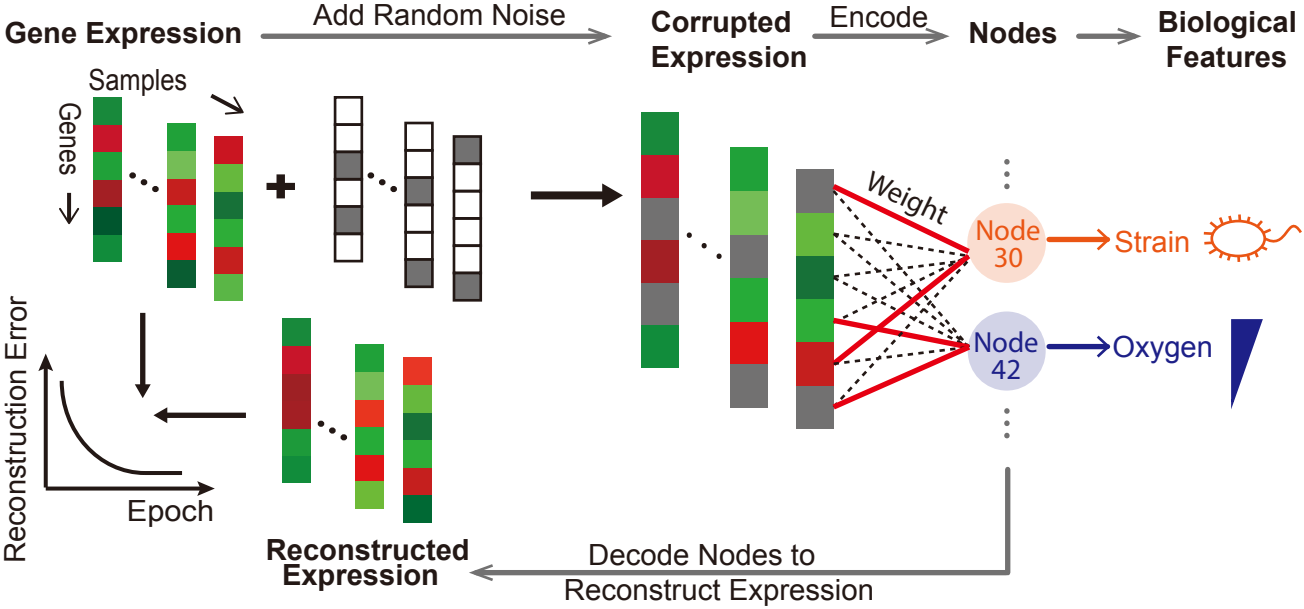 Gene Expression
Add Random Noise
Corrupted
Expression
Encode
Nodes
Biological
Features
Samples
Genes
Weight
Node
30
Strain
Node
42
Oxygen
Reconstruction Error
Epoch
Reconstructed
Expression
Decode Nodes to
Reconstruct Expression